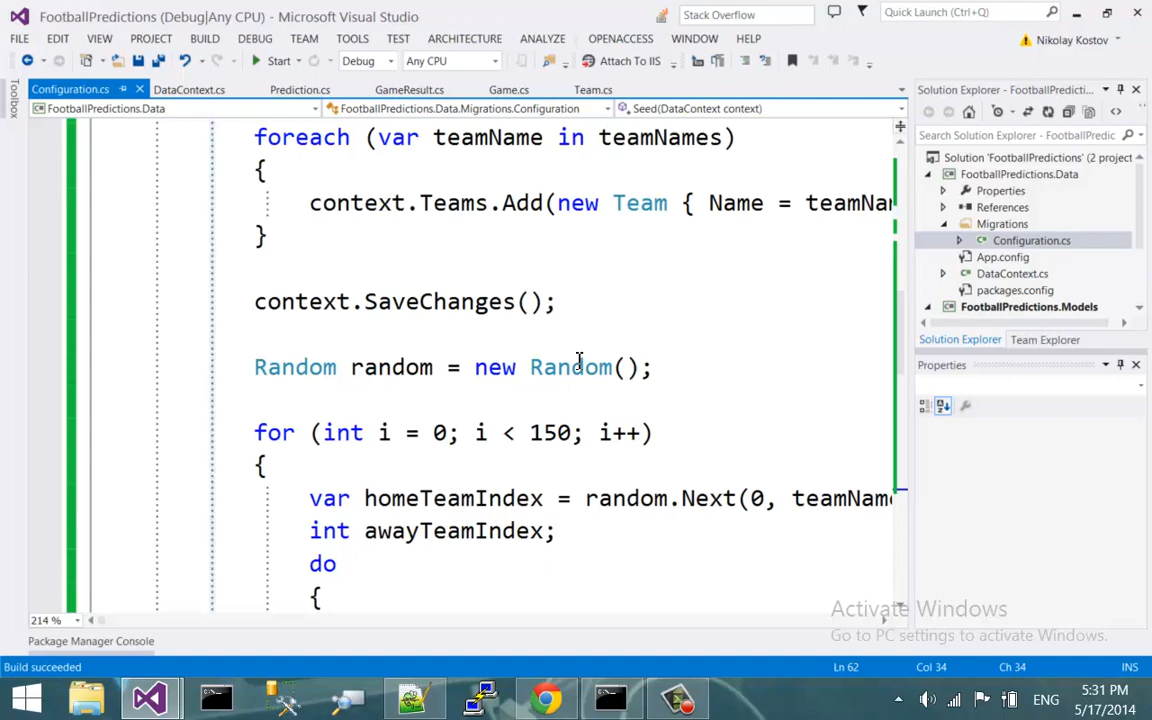 FootballPredictions (Debug|Any CPU) - Microsoft Visual Studio
Stack Overflow
Quick Launch (Ctrl+Q)
FILE EDIT VIEW PROJECT BUILD DEBUG TEAM TOOLS TEST ARCHITECTURE ANALYZE OPENACCESS WINDOW HELP
Nikolay Kostov
Start Debug Any CPU Attach To IIS
Toolbox
Configuration.cs DataContext.cs Prediction.cs GameResult.cs Game.cs Team.cs
FootballPredictions.Data FootballPredictions.Data.Migrations.Configuration Seed(DataContext context)
foreach (var teamName in teamNames)
{
context.Teams.Add(new Team { Name = teamNam
}
context.SaveChanges();
Random random = new Random();
for (int i = 0; i < 150; i++)
{
var homeTeamIndex = random.Next(0, teamName
int awayTeamIndex;
do
{
214 %
Package Manager Console
Solution Explorer - FootballPredicti...
Search Solution Explorer - FootballPredic
Solution 'FootballPredictions' (2 project
FootballPredictions.Data
Properties
References
Migrations
Configuration.cs
App.config
DataContext.cs
packages.config
FootballPredictions.Models
Solution Explorer Team Explorer
Properties
Activate Windows
Go to PC settings to activate Windows.
Build succeeded Ln 62 Col 34 Ch 34 INS
ENG
5:31 PM
5/17/2014